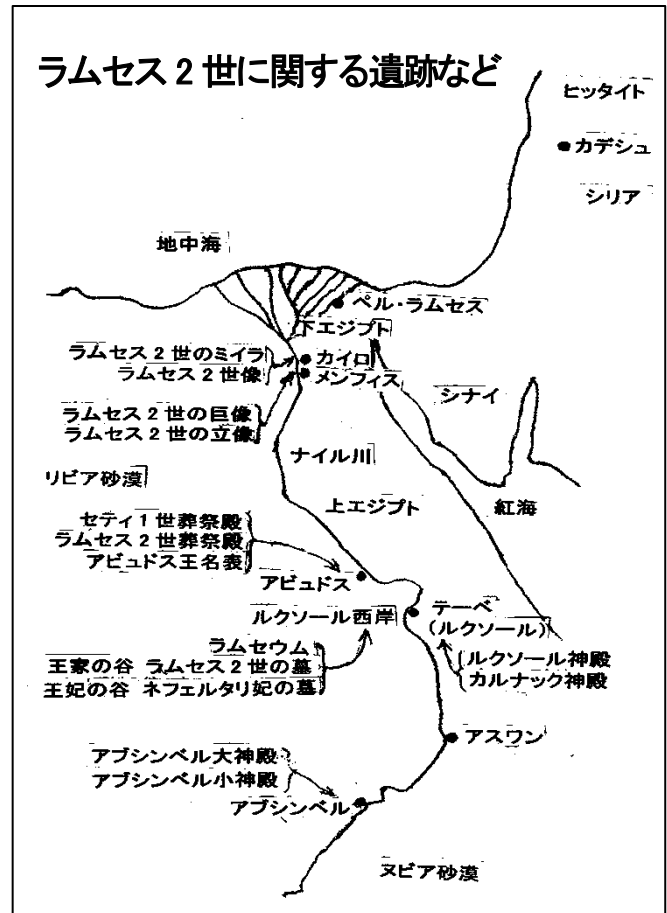 ラムセス2世に関する遺跡など
ヒッタイト
カデシュ
シリア
地中海
ペル・ラムセス
下エジプト
ラムセス2世のミイラ
ラムセス2世像
カイロ
メンフィス
シナイ
ラムセス2世の巨像
ラムセス2世の立像
ナイル川
リビア砂漠
上エジプト
紅海
セティ1世葬祭殿
ラムセス2世葬祭殿
アビュドス王名表
アビュドス
ルクソール西岸
テーベ
(ルクソール)
ラムセウム
王家の谷 ラムセス2世の墓
王妃の谷 ネフェルタリ妃の墓
ルクソール神殿
カルナック神殿
アスワン
アブシンベル大神殿
アブシンベル小神殿
アブシンベル
ヌビア砂漠